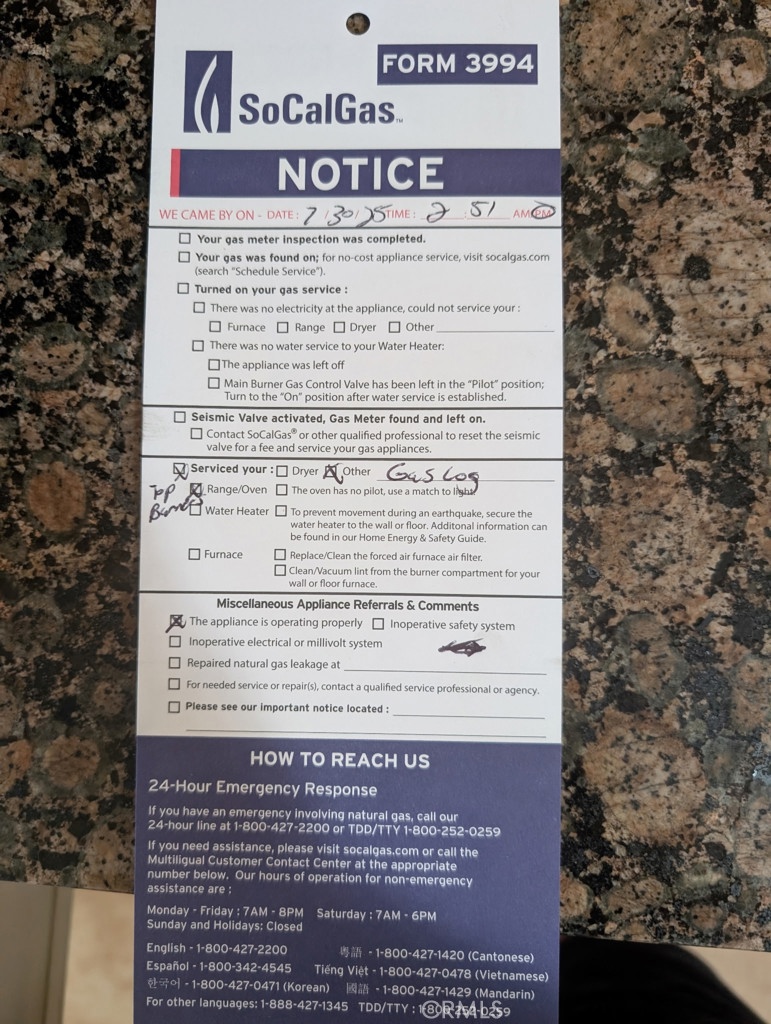 FORM 3994
SoCalGas™
NOTICE
WE CAME BY ON - DATE: 7/30/25 TIME: 2:51 AM PM
Your gas meter inspection was completed.
Your gas was found on; for no-cost appliance service, visit socalgas.com
(search "Schedule Service").
Turned on your gas service :
There was no electricity at the appliance, could not service your :
Furnace Range Dryer Other
There was no water service to your Water Heater:
The appliance was left off
Main Burner Gas Control Valve has been left in the "Pilot" position;
Turn to the "On" position after water service is established.
Seismic Valve activated, Gas Meter found and left on.
Contact SoCalGas® or other qualified professional to reset the seismic
valve for a fee and service your gas appliances.
Serviced your : Dryer Other Gas Log
Top Range/Oven The oven has no pilot, use a match to light
Burner Water Heater To prevent movement during an earthquake, secure the
water heater to the wall or floor. Additonal information can
be found in our Home Energy & Safety Guide.
Furnace Replace/Clean the forced air furnace air filter.
Clean/Vacuum lint from the burner compartment for your
wall or floor furnace.
Miscellaneous Appliance Referrals & Comments
The appliance is operating properly Inoperative safety system
Inoperative electrical or millivolt system
Repaired natural gas leakage at
For needed service or repair(s), contact a qualified service professional or agency.
Please see our important notice located :
HOW TO REACH US
24-Hour Emergency Response
If you have an emergency involving natural gas, call our
24-hour line at 1-800-427-2200 or TDD/TTY 1-800-252-0259
If you need assistance, please visit socalgas.com or call the
Multiligual Customer Contact Center at the appropriate
number below. Our hours of operation for non-emergency
assistance are :
Monday - Friday : 7AM - 8PM Saturday : 7AM - 6PM
Sunday and Holidays: Closed
English - 1-800-427-2200 粵語 - 1-800-427-1420 (Cantonese)
Español - 1-800-342-4545 Tiếng Việt - 1-800-427-0478 (Vietnamese)
한국어 - 1-800-427-0471 (Korean) 國語 - 1-800-427-1429 (Mandarin)
For other languages: 1-888-427-1345 TDD/TTY : 1-800-252-0259
©RMLS